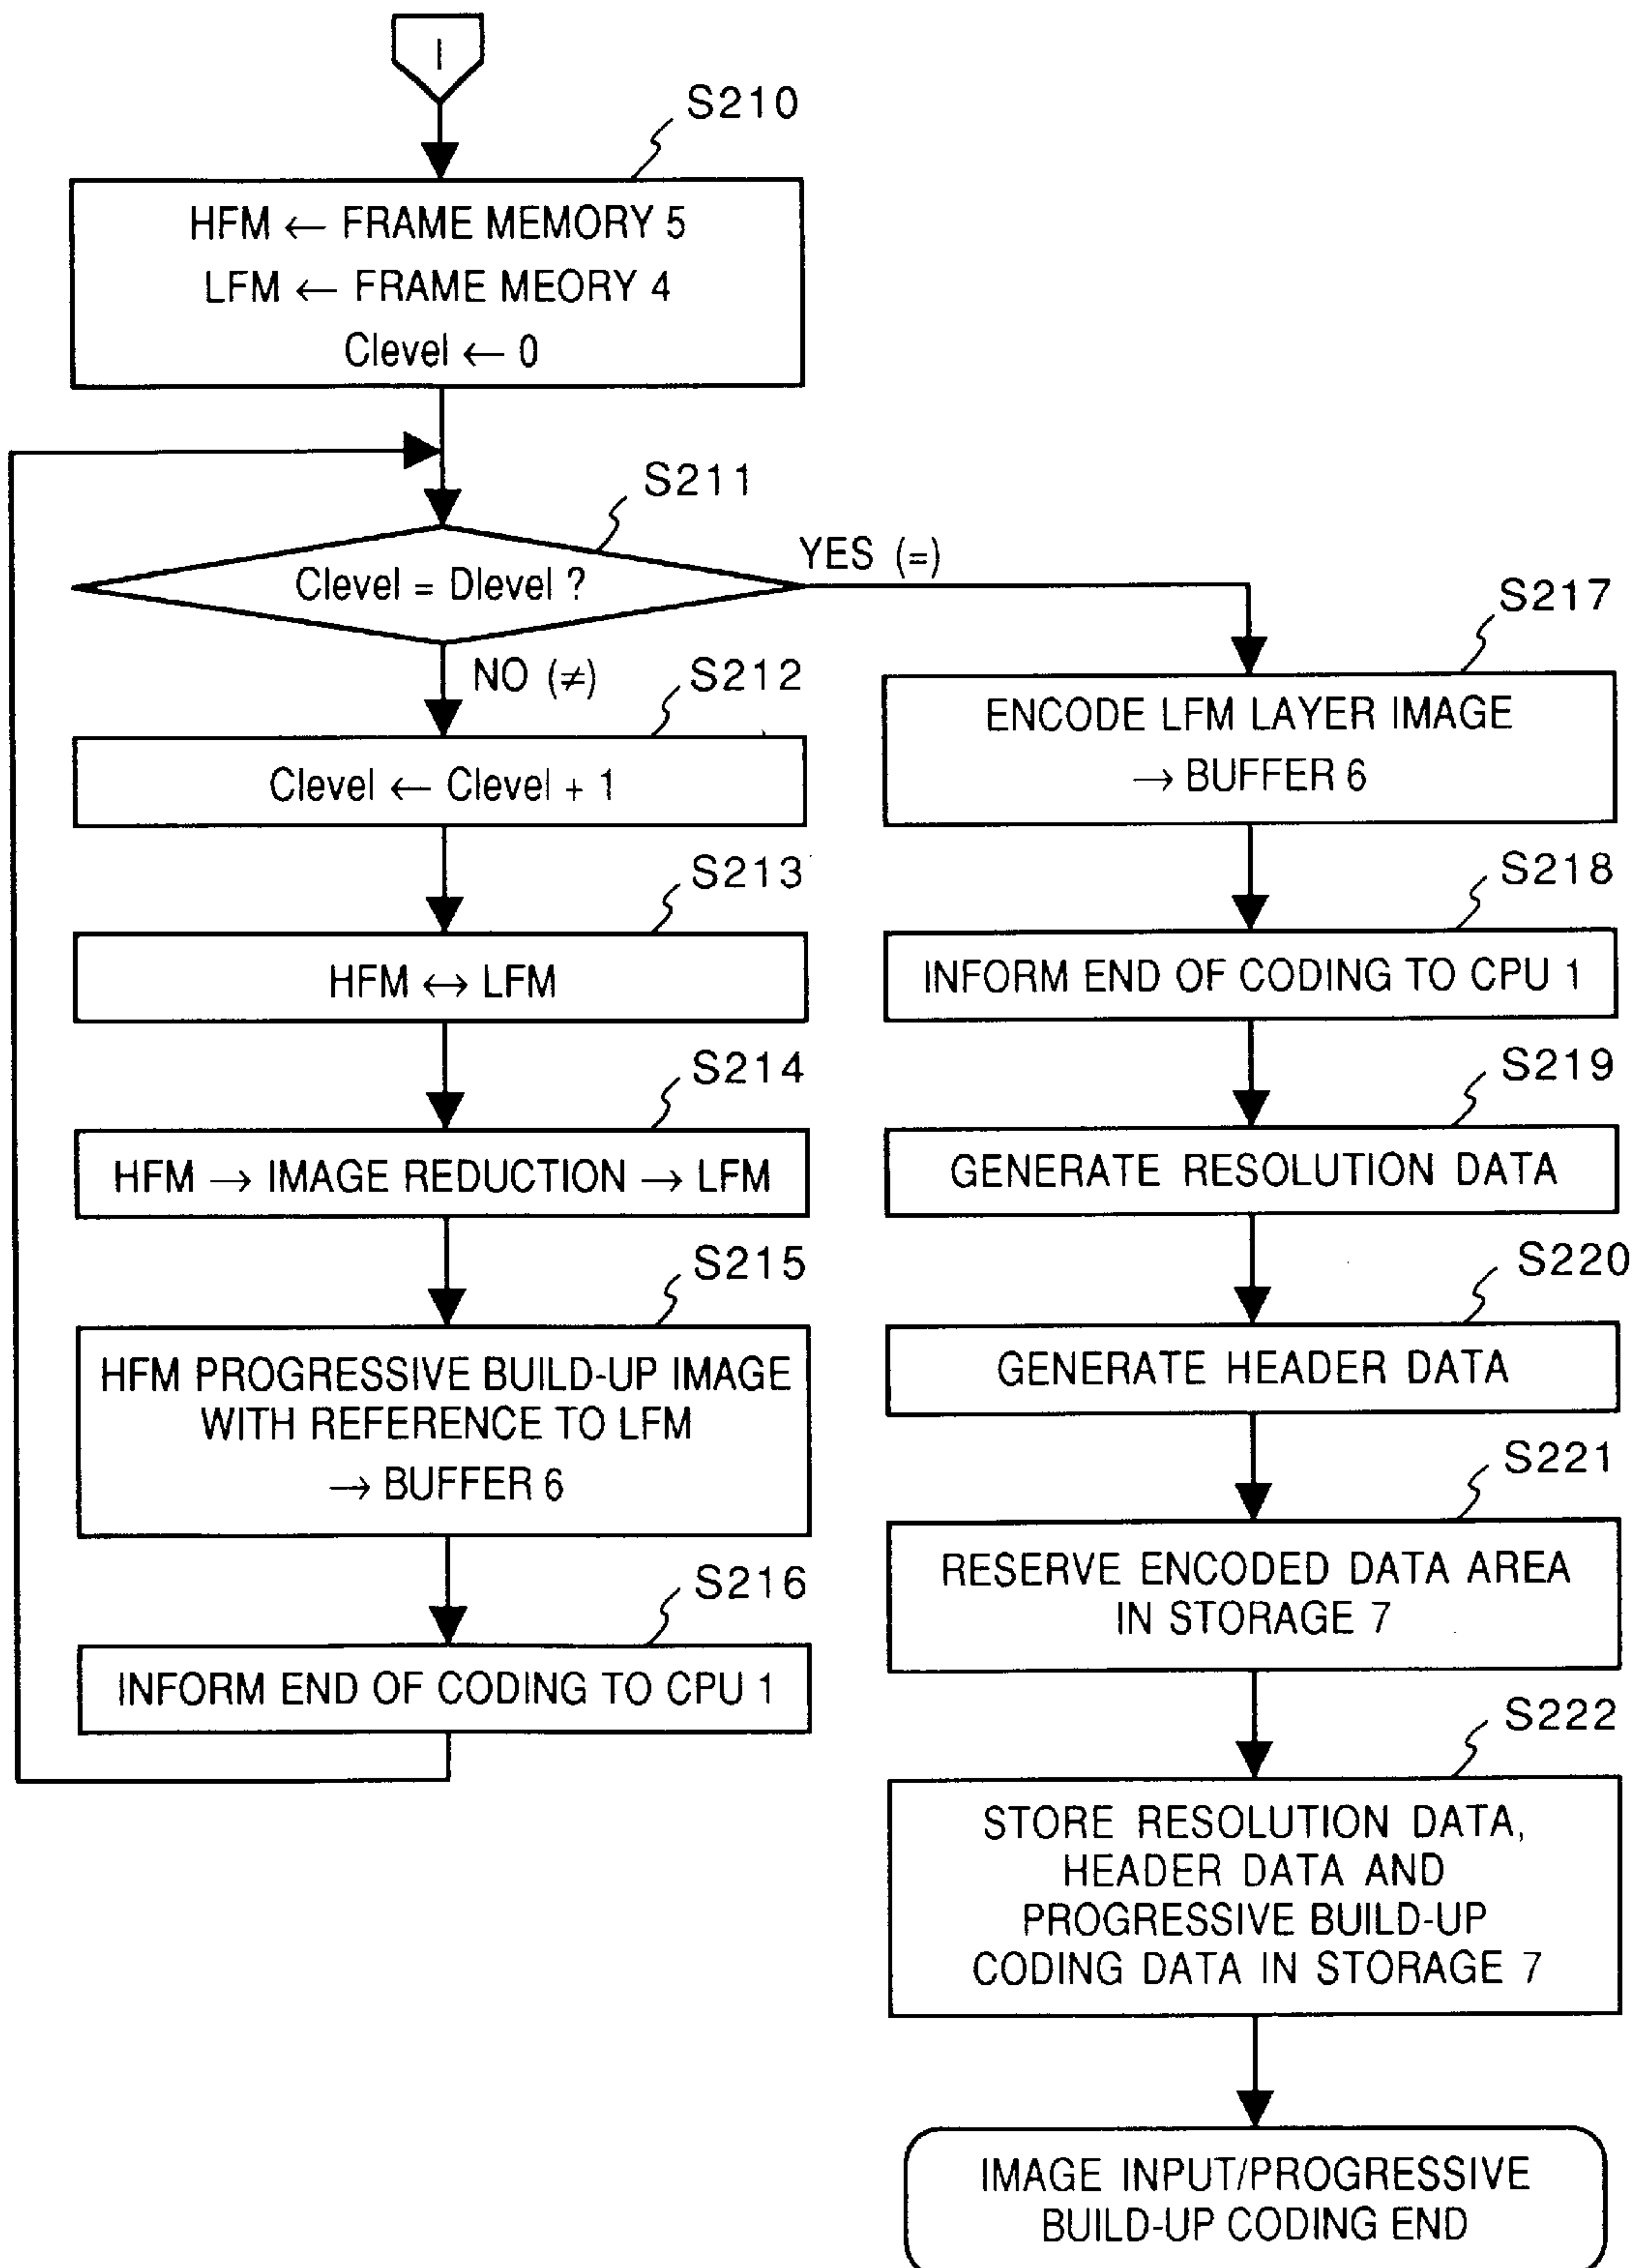 I
S210
HFM ← FRAME MEMORY 5
LFM ← FRAME MEORY 4
Clevel ← 0
S211
Clevel = Dlevel ?
YES (=)
NO (≠)
S212
Clevel ← Clevel + 1
S213
HFM ↔ LFM
S214
HFM → IMAGE REDUCTION → LFM
S215
HFM PROGRESSIVE BUILD-UP IMAGE
WITH REFERENCE TO LFM
→ BUFFER 6
S216
INFORM END OF CODING TO CPU 1
S217
ENCODE LFM LAYER IMAGE
→ BUFFER 6
S218
INFORM END OF CODING TO CPU 1
S219
GENERATE RESOLUTION DATA
S220
GENERATE HEADER DATA
S221
RESERVE ENCODED DATA AREA
IN STORAGE 7
S222
STORE RESOLUTION DATA,
HEADER DATA AND
PROGRESSIVE BUILD-UP
CODING DATA IN STORAGE 7
IMAGE INPUT/PROGRESSIVE
BUILD-UP CODING END